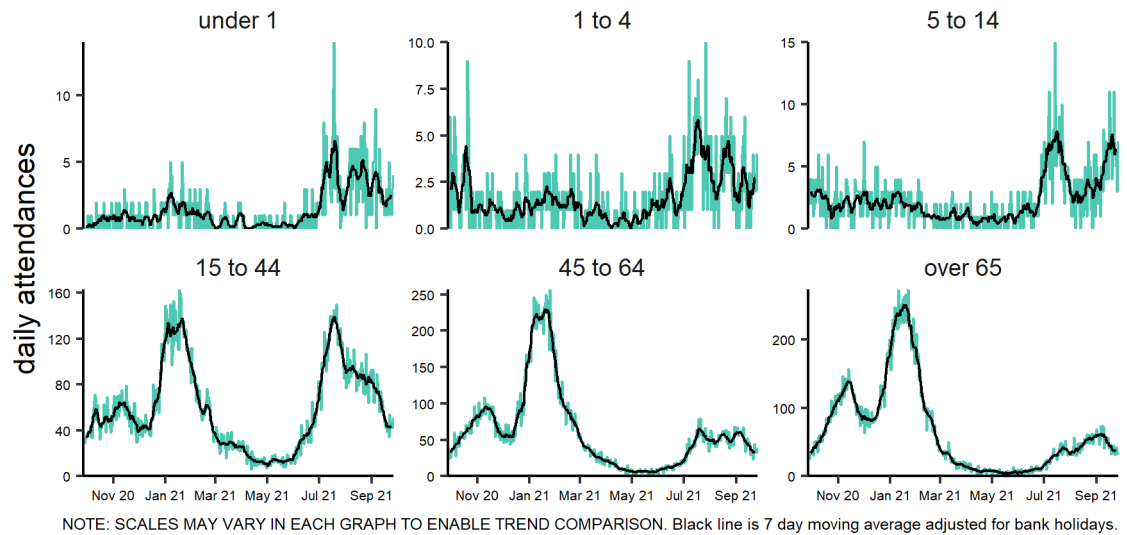 under 1
1 to 4
5 to 14
10
5
0
10.0
7.5
5.0
2.5
0.0
15
10
5
0
daily attendances
15 to 44
45 to 64
over 65
160
120
80
40
0
250
200
150
100
50
0
200
100
0
Nov 20 Jan 21 Mar 21 May 21 Jul 21 Sep 21
Nov 20 Jan 21 Mar 21 May 21 Jul 21 Sep 21
Nov 20 Jan 21 Mar 21 May 21 Jul 21 Sep 21
NOTE: SCALES MAY VARY IN EACH GRAPH TO ENABLE TREND COMPARISON. Black line is 7 day moving average adjusted for bank holidays.